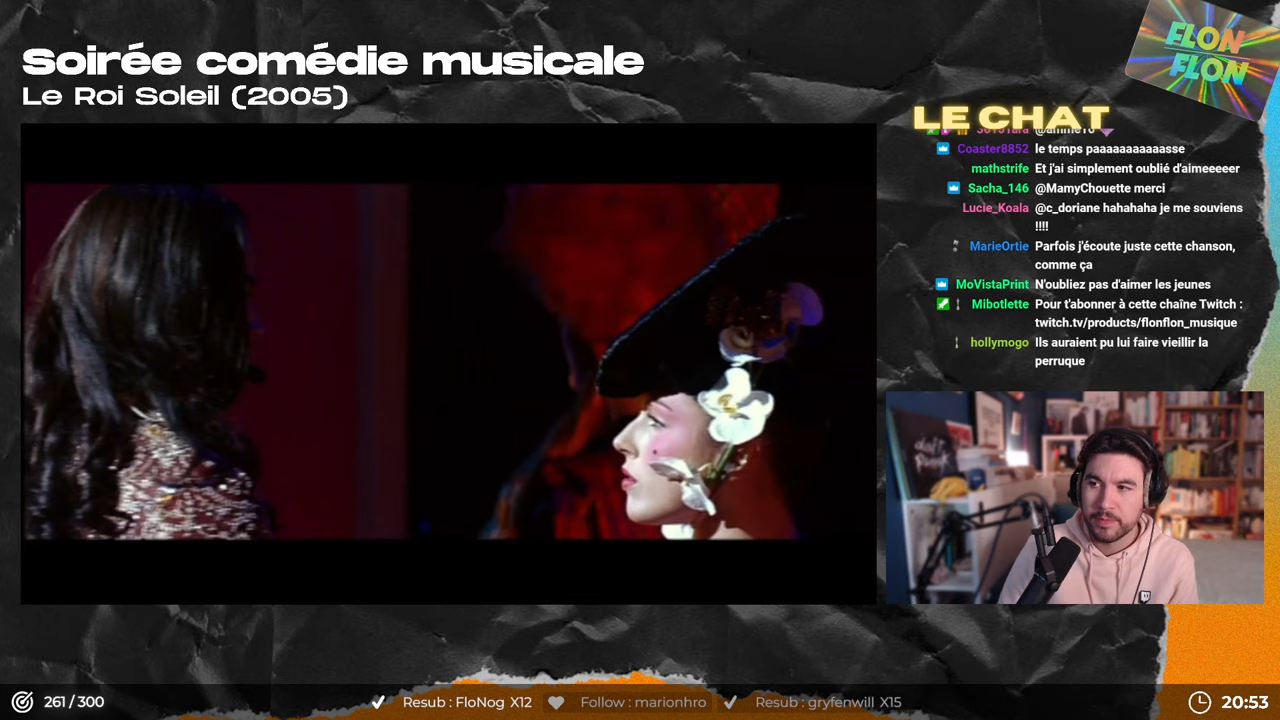 Soirée comédie musicale
Le Roi Soleil (2005)
FLON
FLON
LE CHAT
Coaster8852 le temps paaaaaaaaaaasse
mathstrife Et j'ai simplement oublié d'aimeeeeer
Sacha_146 @MamyChouette merci
Lucie_Koala @c_doriane hahahaha je me souviens
!!!!
MarieOrtie Parfois j'écoute juste cette chanson,
comme ça
MoVistaPrint N'oubliez pas d'aimer les jeunes
Mibotlette Pour t'abonner à cette chaîne Twitch :
twitch.tv/products/flonflon_musique
hollymogo Ils auraient pu lui faire vieillir la
perruque
daft punk
261 / 300
Resub : FloNog X12
Follow : marionhro
Resub : gryfenwill X15
20:53